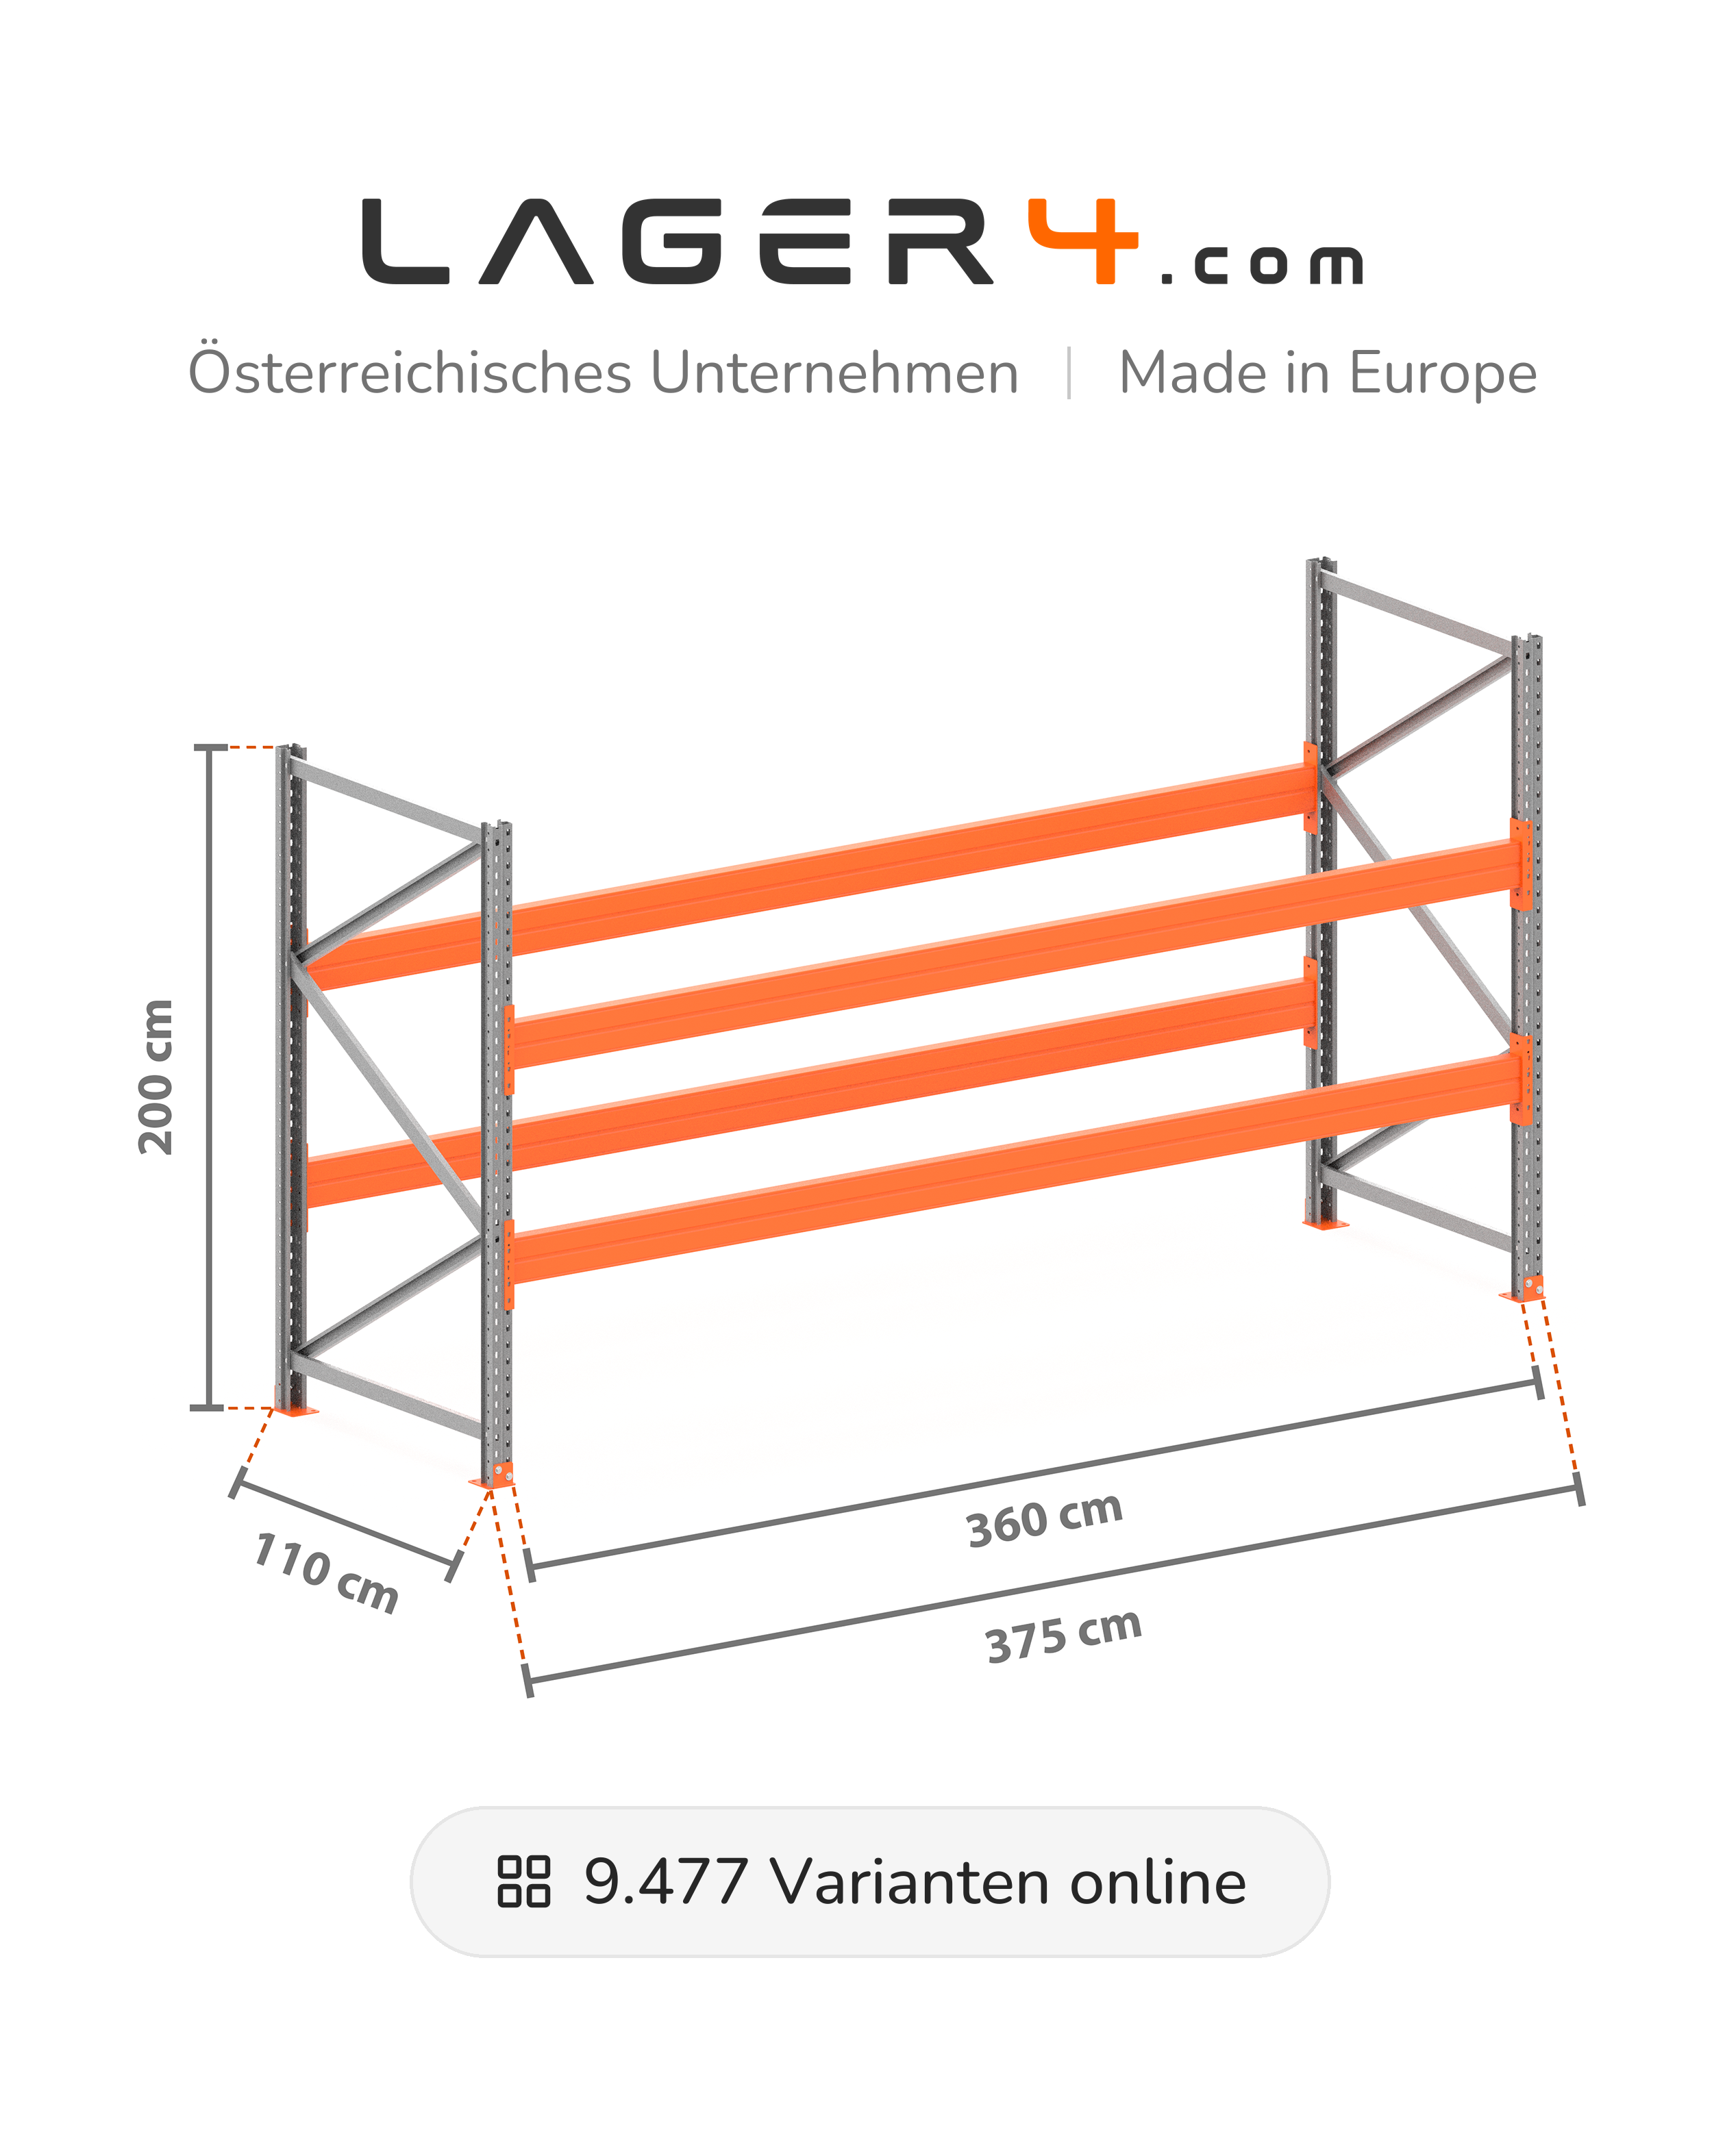 LAGER4.com
Österreichisches Unternehmen | Made in Europe
200 cm
110 cm
360 cm
375 cm
9.477 Varianten online